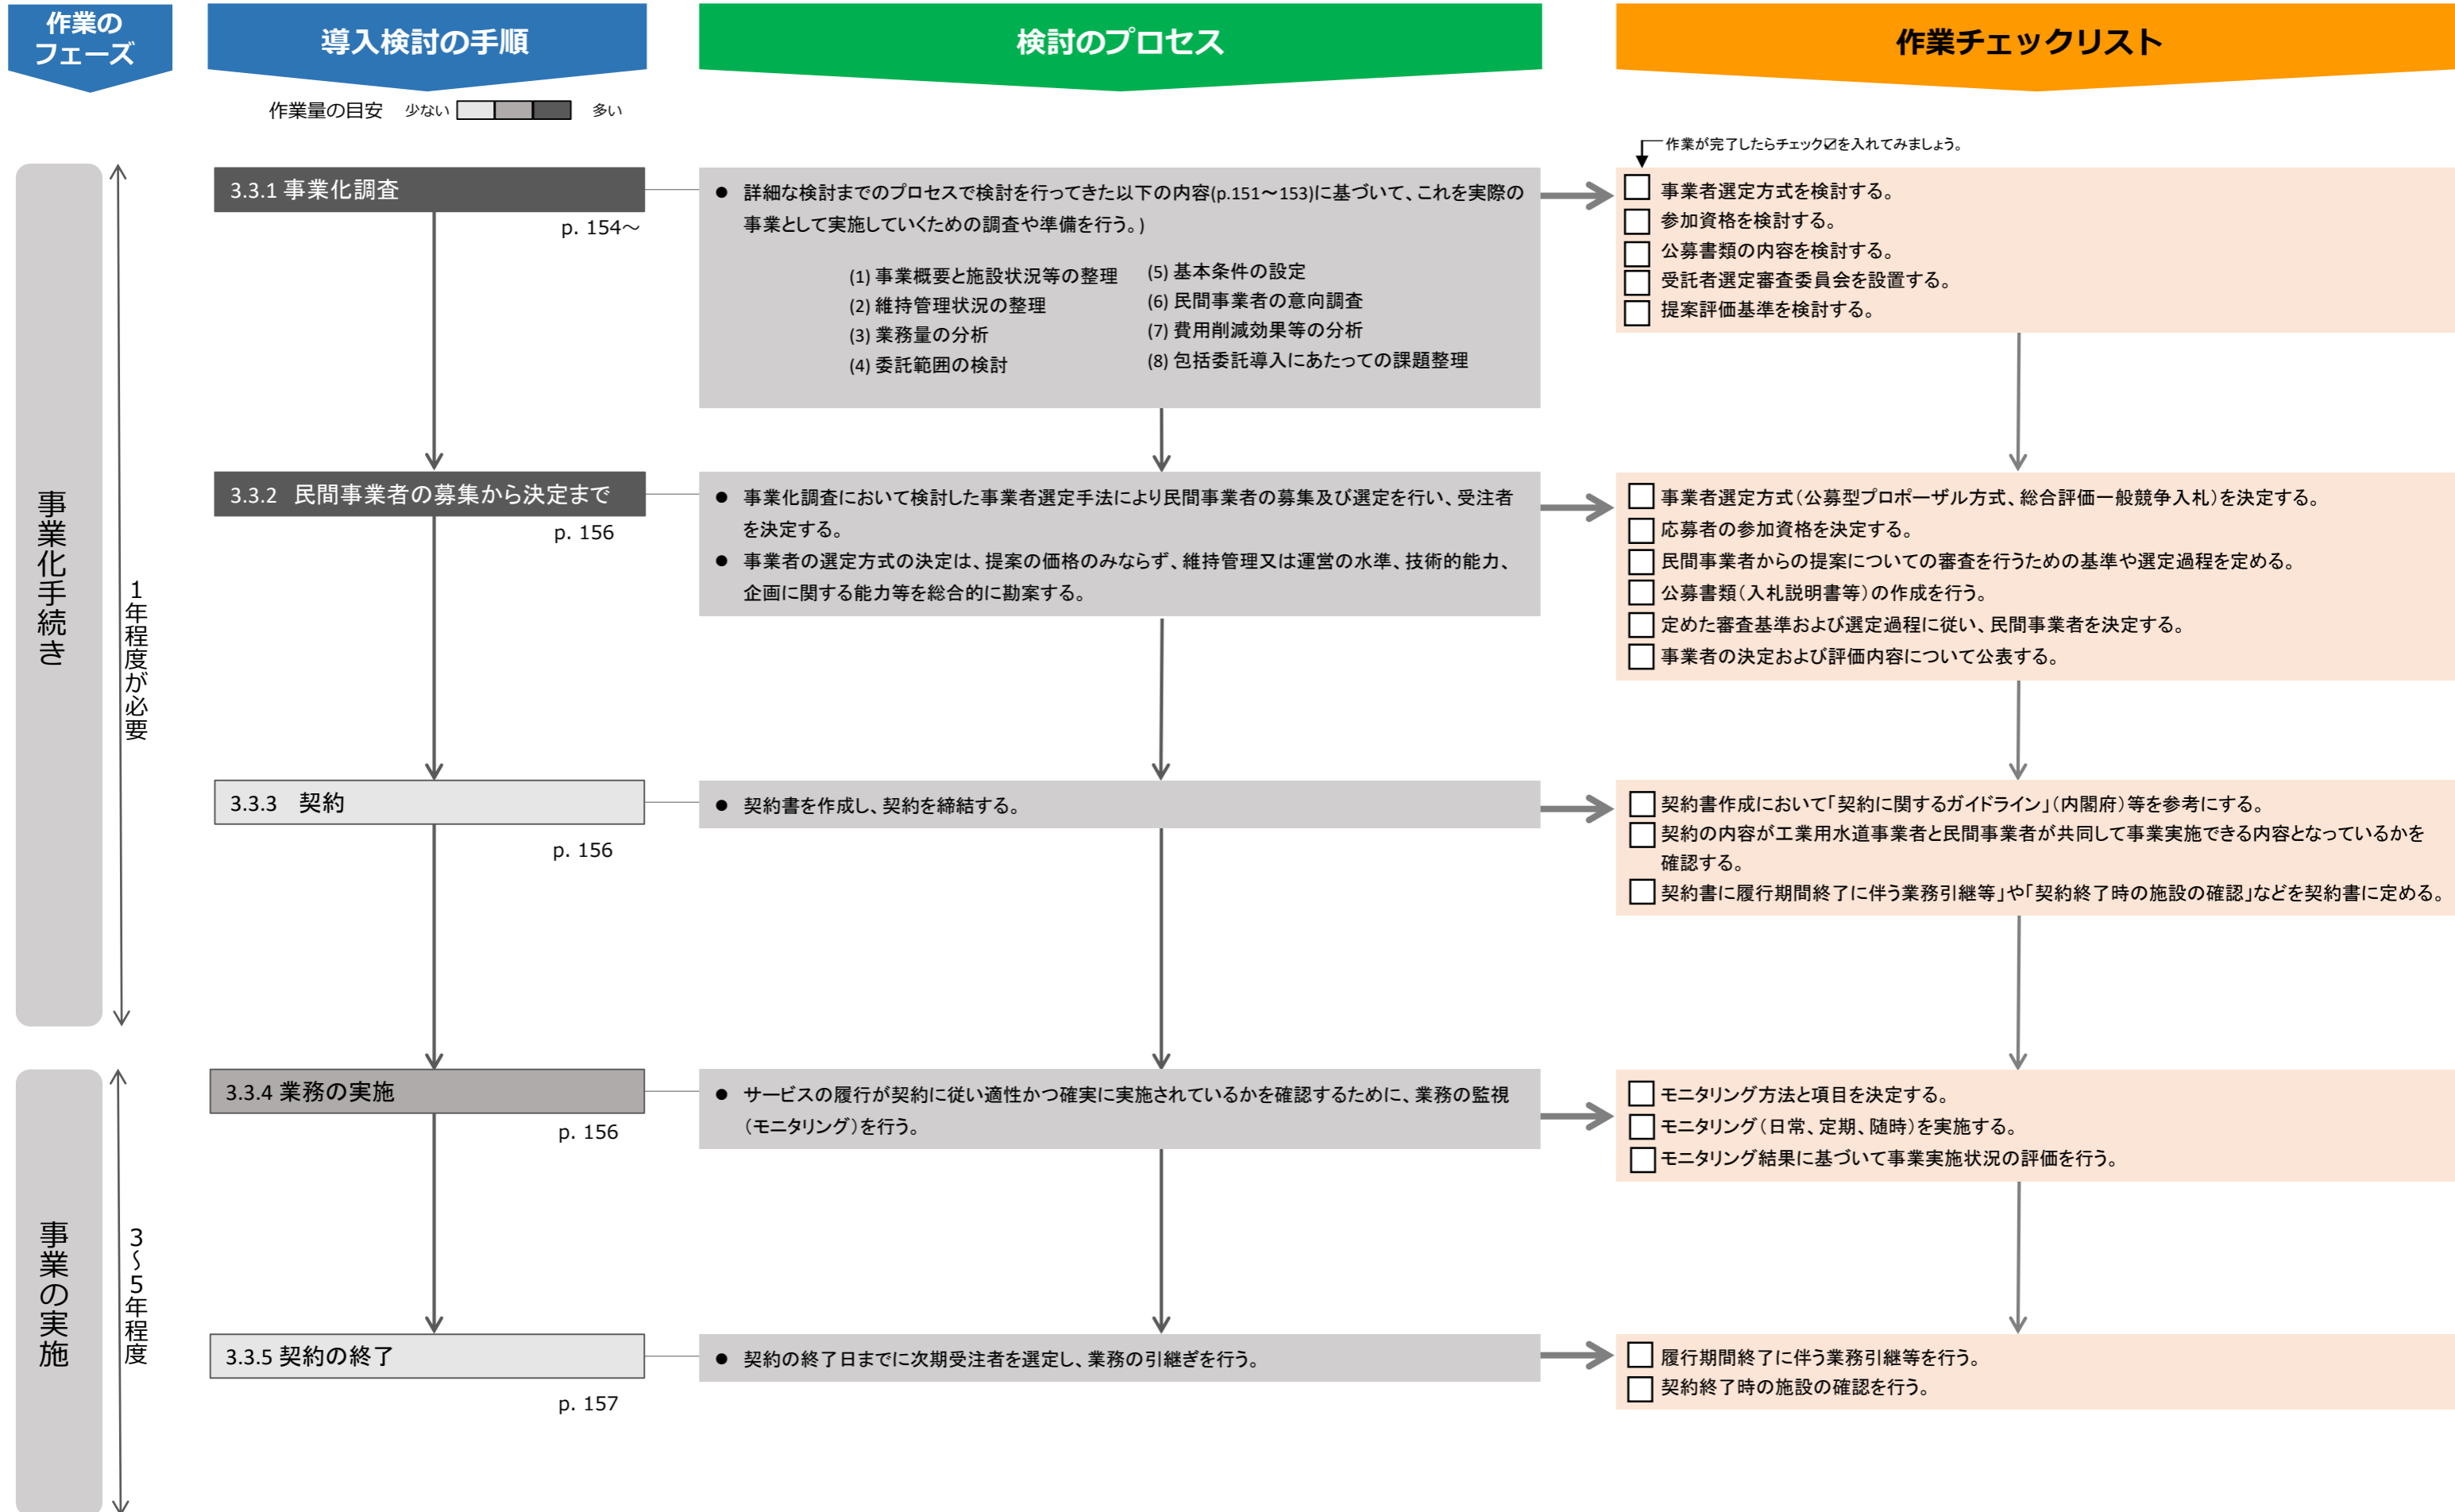 作業の
フェーズ
導入検討の手順
検討のプロセス
作業チェックリスト
作業量の目安 少ない 多い
作業が完了したらチェック☑を入れてみましょう。
事業化手続き
1年程度が必要
3.3.1 事業化調査
p. 154～
● 詳細な検討までのプロセスで検討を行ってきた以下の内容(p.151～153)に基づいて、これを実際の
事業として実施していくための調査や準備を行う。)
(1) 事業概要と施設状況等の整理
(2) 維持管理状況の整理
(3) 業務量の分析
(4) 委託範囲の検討
(5) 基本条件の設定
(6) 民間事業者の意向調査
(7) 費用削減効果等の分析
(8) 包括委託導入にあたっての課題整理
事業者選定方式を検討する。
参加資格を検討する。
公募書類の内容を検討する。
受託者選定審査委員会を設置する。
提案評価基準を検討する。
3.3.2 民間事業者の募集から決定まで
p. 156
● 事業化調査において検討した事業者選定手法により民間事業者の募集及び選定を行い、受注者
を決定する。
● 事業者の選定方式の決定は、提案の価格のみならず、維持管理又は運営の水準、技術的能力、
企画に関する能力等を総合的に勘案する。
事業者選定方式（公募型プロポーザル方式、総合評価一般競争入札）を決定する。
応募者の参加資格を決定する。
民間事業者からの提案についての審査を行うための基準や選定過程を定める。
公募書類（入札説明書等）の作成を行う。
定めた審査基準および選定過程に従い、民間事業者を決定する。
事業者の決定および評価内容について公表する。
3.3.3 契約
p. 156
● 契約書を作成し、契約を締結する。
契約書作成において「契約に関するガイドライン」（内閣府）等を参考にする。
契約の内容が工業用水道事業者と民間事業者が共同して事業実施できる内容となっているかを
確認する。
契約書に履行期間終了に伴う業務引継等」や「契約終了時の施設の確認」などを契約書に定める。
事業の実施
3～5年程度
3.3.4 業務の実施
p. 156
● サービスの履行が契約に従い適性かつ確実に実施されているかを確認するために、業務の監視
（モニタリング）を行う。
モニタリング方法と項目を決定する。
モニタリング（日常、定期、随時）を実施する。
モニタリング結果に基づいて事業実施状況の評価を行う。
3.3.5 契約の終了
p. 157
● 契約の終了日までに次期受注者を選定し、業務の引継ぎを行う。
履行期間終了に伴う業務引継等を行う。
契約終了時の施設の確認を行う。